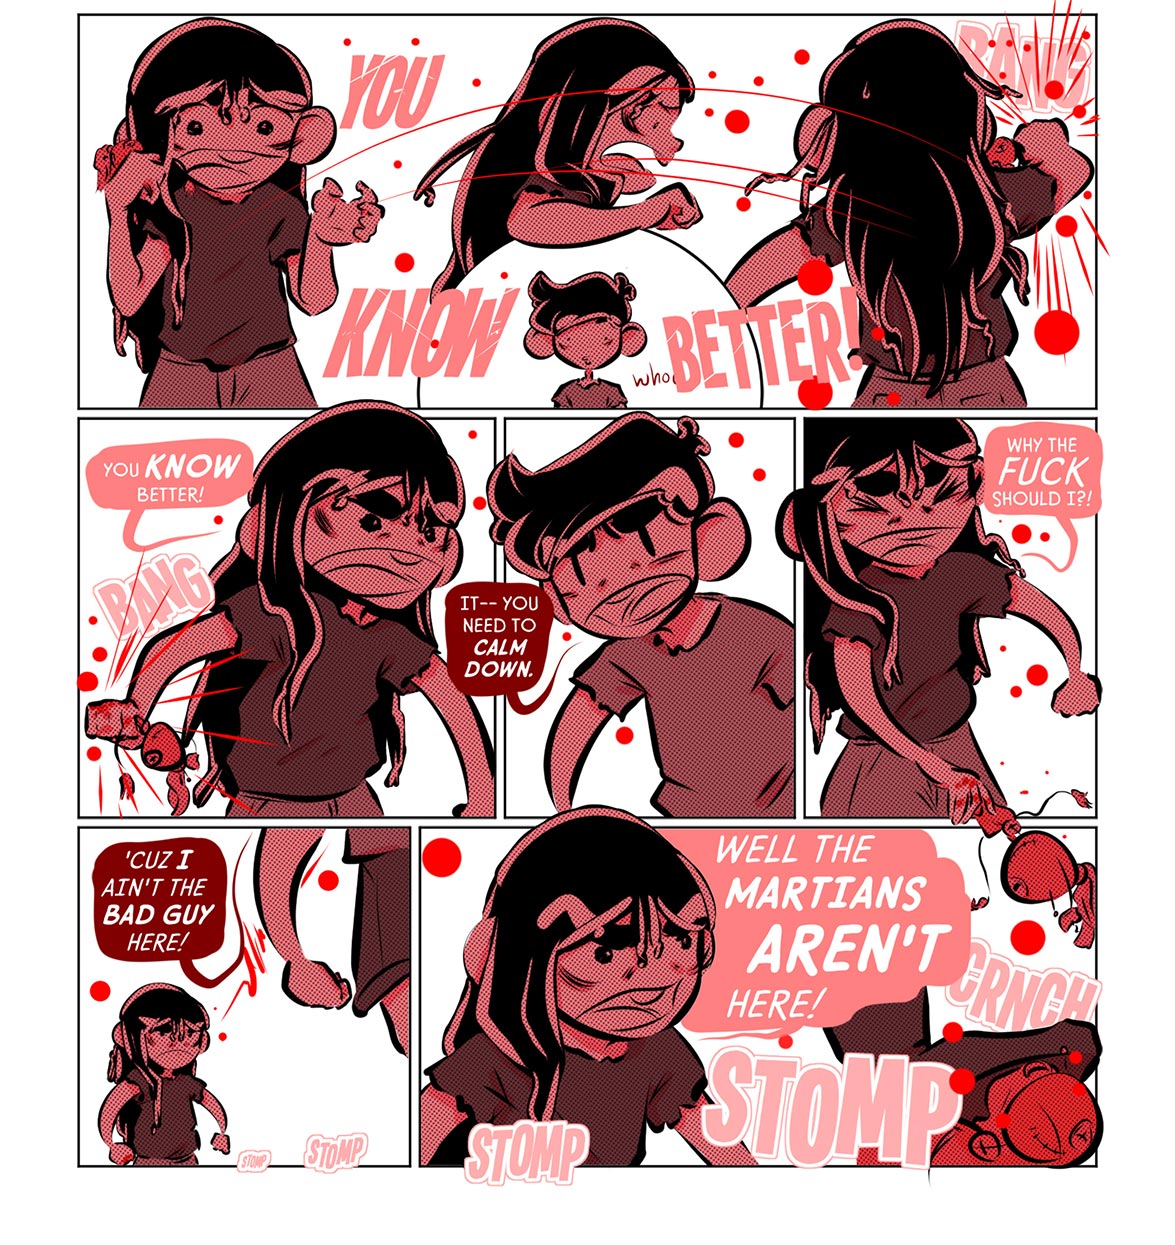 YOU
BANG
KNOW
BETTER!
YOU KNOW
BETTER!
BANG
IT-- YOU
NEED TO
CALM
DOWN.
WHY THE
FUCK
SHOULD I?!
'CUZ I
AIN'T THE
BAD GUY
HERE!
STOMP
STOMP
WELL THE
MARTIANS
AREN'T
HERE!
CRNCH
STOMP
STOMP